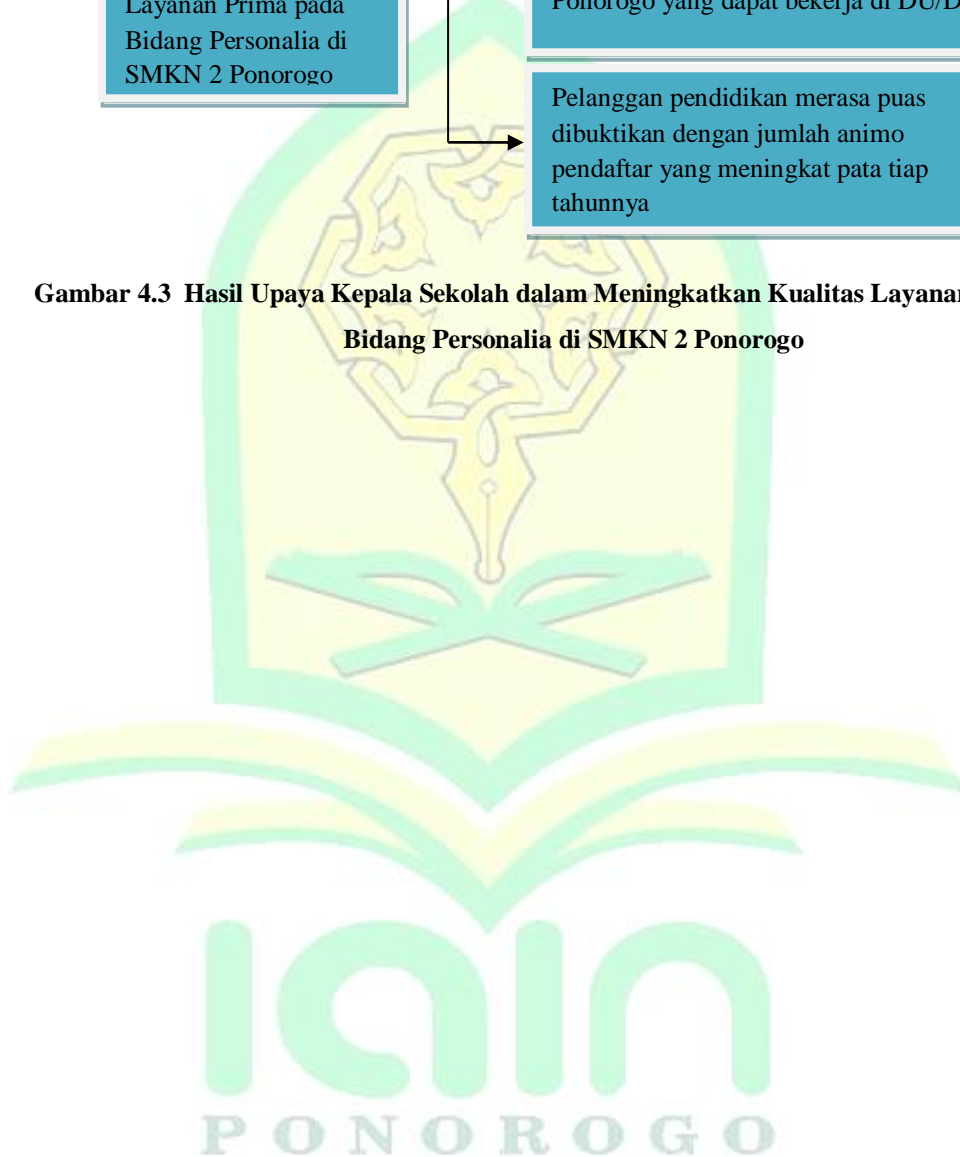 Layanan Prima pada
Bidang Personalia di
SMKN 2 Ponorogo
Ponorogo yang dapat bekerja di DU/D
Pelanggan pendidikan merasa puas
dibuktikan dengan jumlah animo
pendaftar yang meningkat pata tiap
tahunnya
Gambar 4.3 Hasil Upaya Kepala Sekolah dalam Meningkatkan Kualitas Layanan
Bidang Personalia di SMKN 2 Ponorogo
iain
PONOROGO